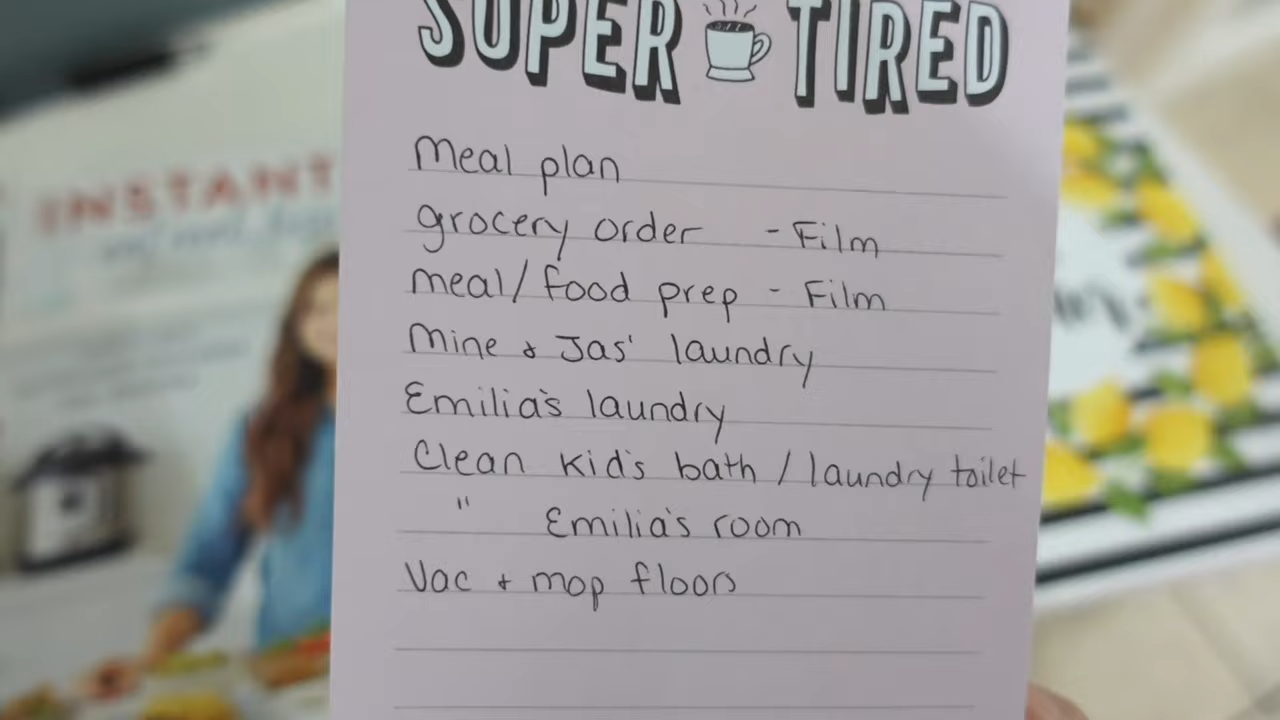 SUPER TIRED
Meal plan
grocery order - Film
meal/food prep - Film
Mine & Jas' laundry
Emilia's laundry
Clean Kid's bath / laundry toilet
" Emilia's room
Vac + mop floors
INSTANT